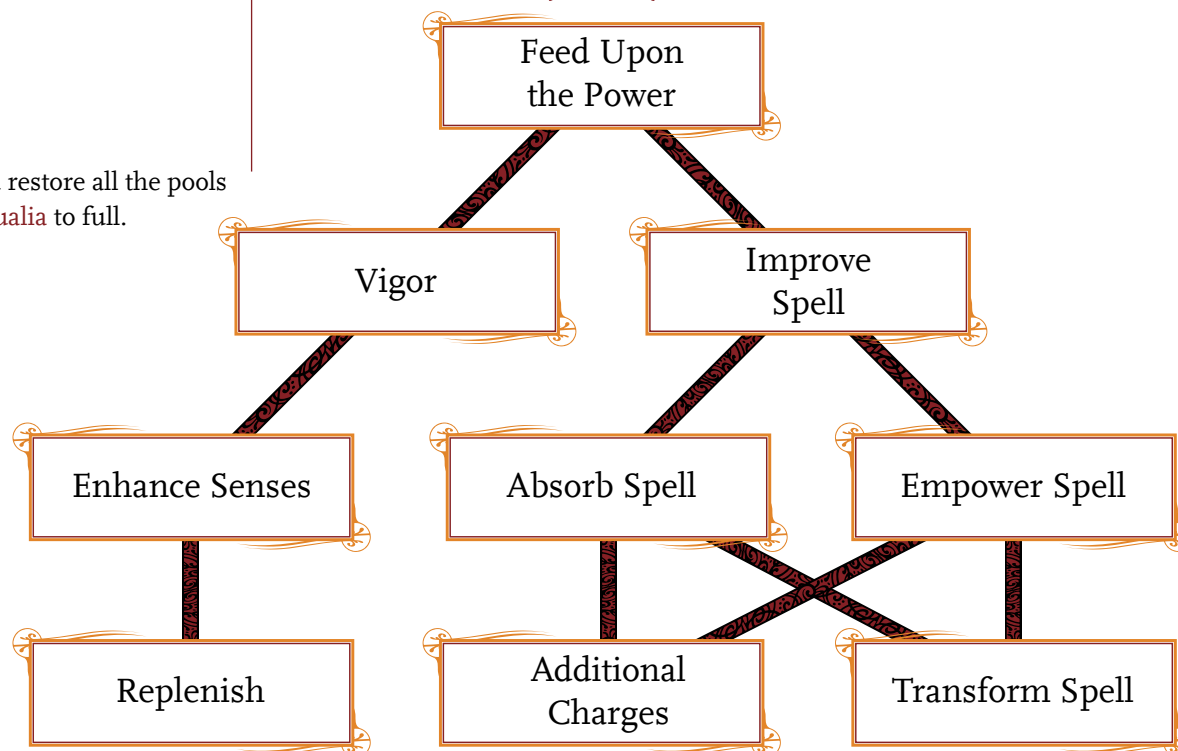 Feed Upon
the Power
restore all the pools
ualia to full.
Vigor
Improve
Spell
Enhance Senses
Absorb Spell
Empower Spell
Replenish
Additional
Charges
Transform Spell